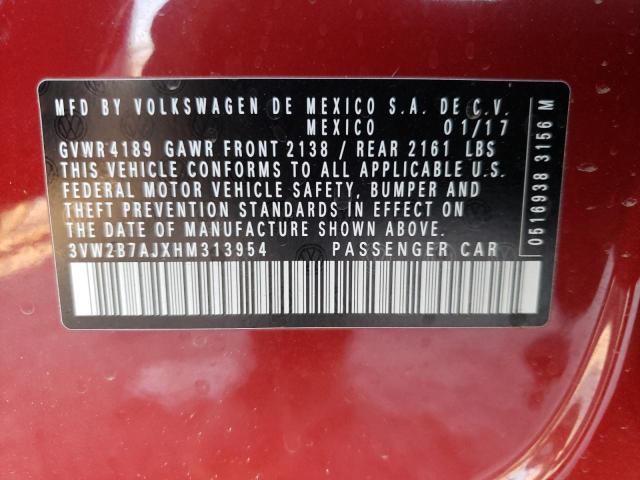 MFD BY VOLKSWAGEN DE MEXICO S.A. DE C.V.
MEXICO 01/17
GVWR 4189 GAWR FRONT 2138 / REAR 2161 LBS
THIS VEHICLE CONFORMS TO ALL APPLICABLE U.S.
FEDERAL MOTOR VEHICLE SAFETY, BUMPER AND
THEFT PREVENTION STANDARDS IN EFFECT ON
THE DATE OF MANUFACTURE SHOWN ABOVE.
3VW2B7AJXHM313954 PASSENGER CAR
0516938 3156 M